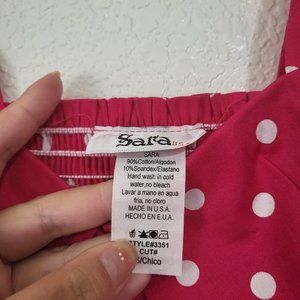 Sara
SARA
90%Cotton/Algodon
10%Spandex/Elastano
Hand wash in cold
water,no bleach
Lavar a mano en agua
fria, no cloro
MADE IN U.S.A.
HECHO EN E.U.A.
STYLE#3351
CUT#
S/Chico